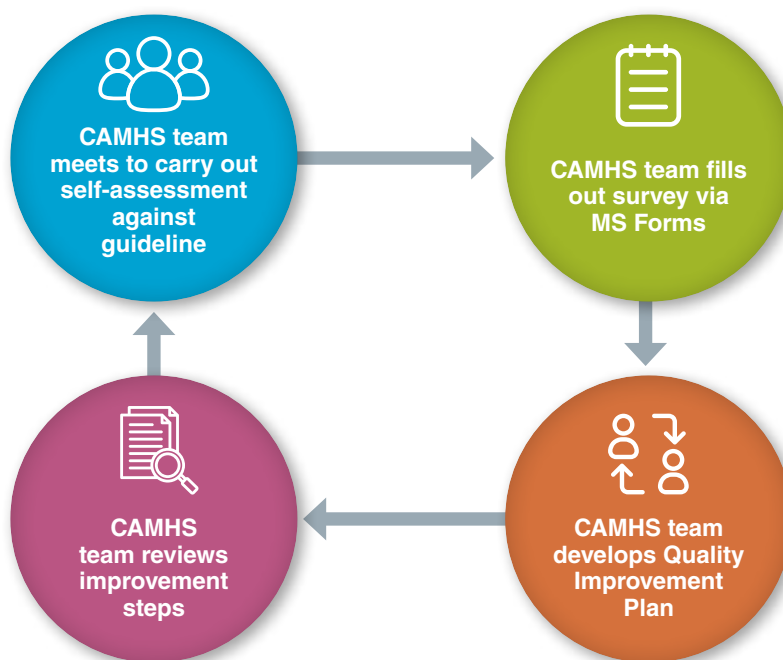 CAMHS team
meets to carry out
self-assessment
against
guideline
CAMHS team fills
out survey via
MS Forms
CAMHS team
develops Quality
Improvement
Plan
CAMHS
team reviews
improvement
steps